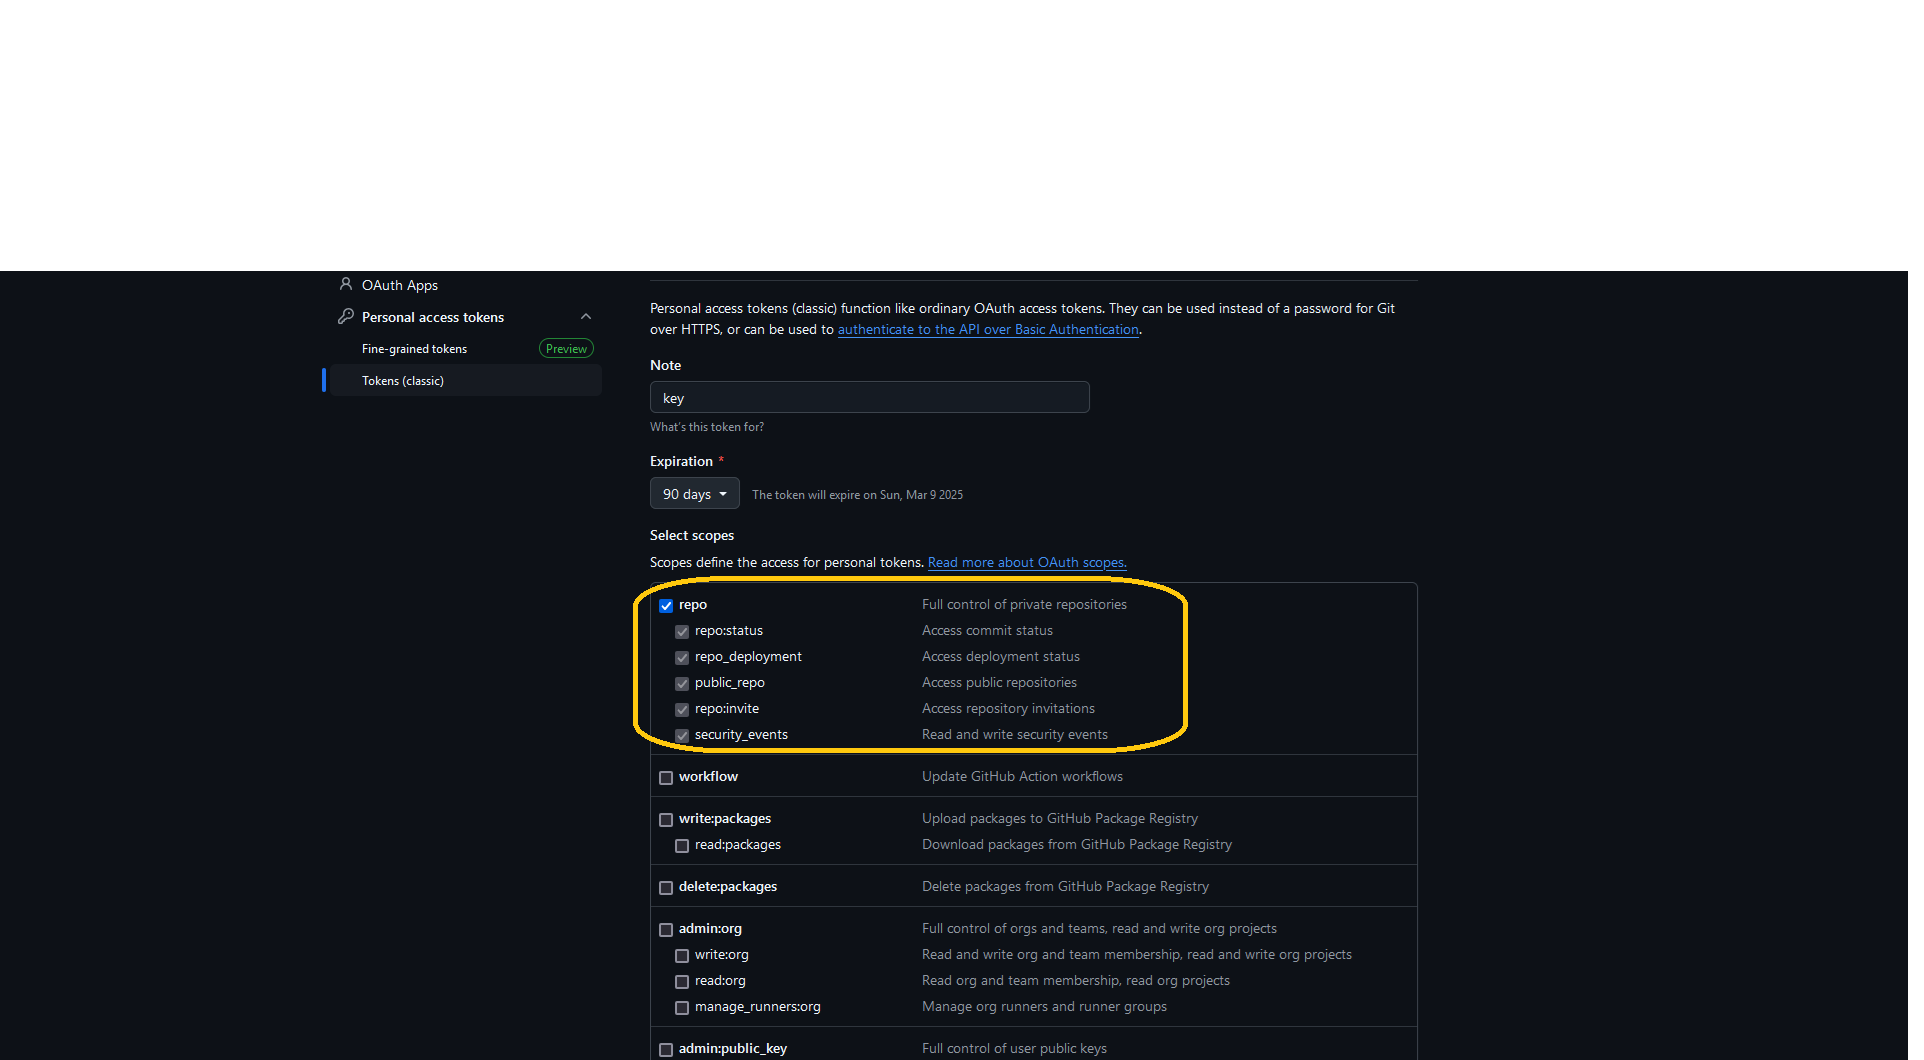 OAuth Apps
Personal access tokens
Fine-grained tokens Preview
Tokens (classic)
Personal access tokens (classic) function like ordinary OAuth access tokens. They can be used instead of a password for Git
over HTTPS, or can be used to authenticate to the API over Basic Authentication.
Note
key
What's this token for?
Expiration *
90 days The token will expire on Sun, Mar 9 2025
Select scopes
Scopes define the access for personal tokens. Read more about OAuth scopes.
repo Full control of private repositories
repo:status Access commit status
repo_deployment Access deployment status
public_repo Access public repositories
repo:invite Access repository invitations
security_events Read and write security events
workflow Update GitHub Action workflows
write:packages Upload packages to GitHub Package Registry
read:packages Download packages from GitHub Package Registry
delete:packages Delete packages from GitHub Package Registry
admin:org Full control of orgs and teams, read and write org projects
write:org Read and write org and team membership, read and write org projects
read:org Read org and team membership, read org projects
manage_runners:org Manage org runners and runner groups
admin:public_key Full control of user public keys